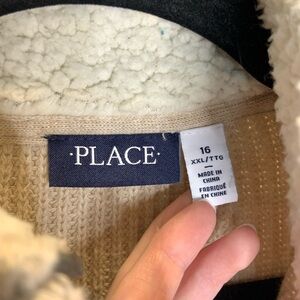 ·PLACE·
16
XXL/TTG
MADE IN
CHINA
FABRIQUÉ
EN CHINE